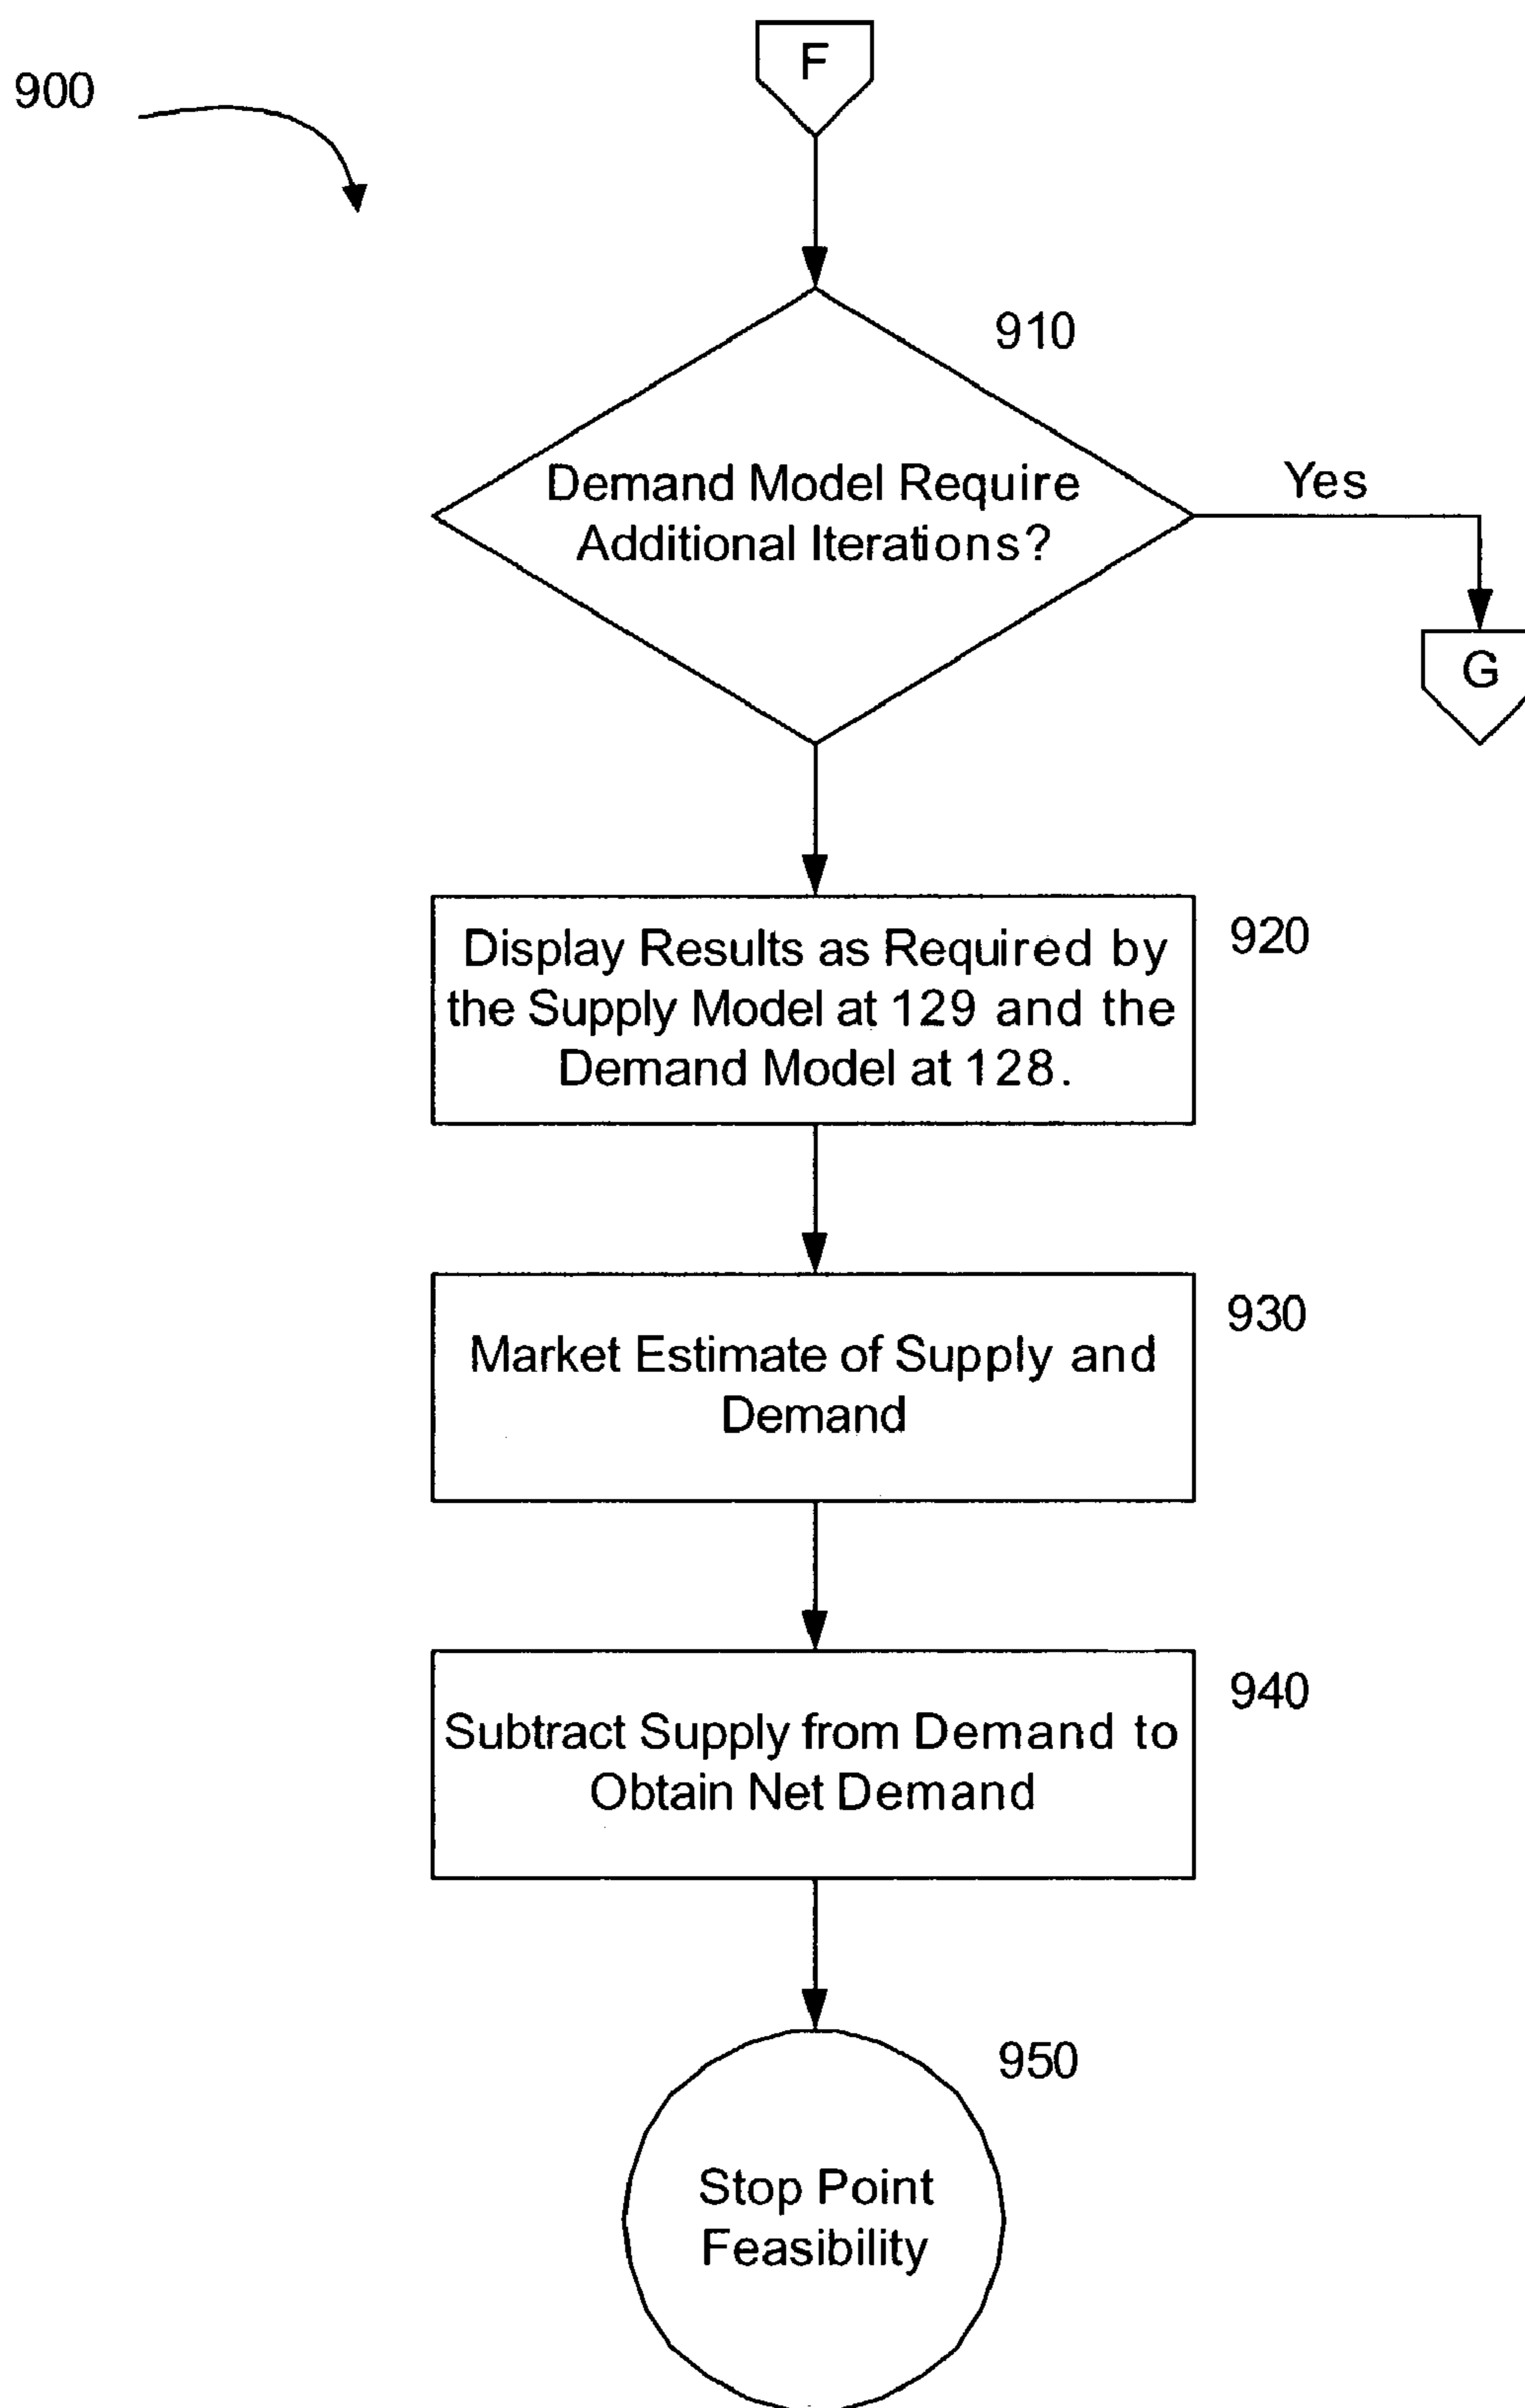 F
900
910
Demand Model Require
Additional Iterations?
Yes
G
Display Results as Required by
the Supply Model at 129 and the
Demand Model at 128.
920
Market Estimate of Supply and
Demand
930
Subtract Supply from Demand to
Obtain Net Demand
940
950
Stop Point
Feasibility